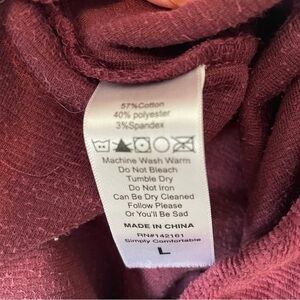 57%Cotton
40% polyester
3%Spandex
Machine Wash Warm
Do Not Bleach
Tumble Dry
Do Not Iron
Can Be Dry Cleaned
Follow Please
Or You'll Be Sad
MADE IN CHINA
RN#142161
Simply Comfortable
L